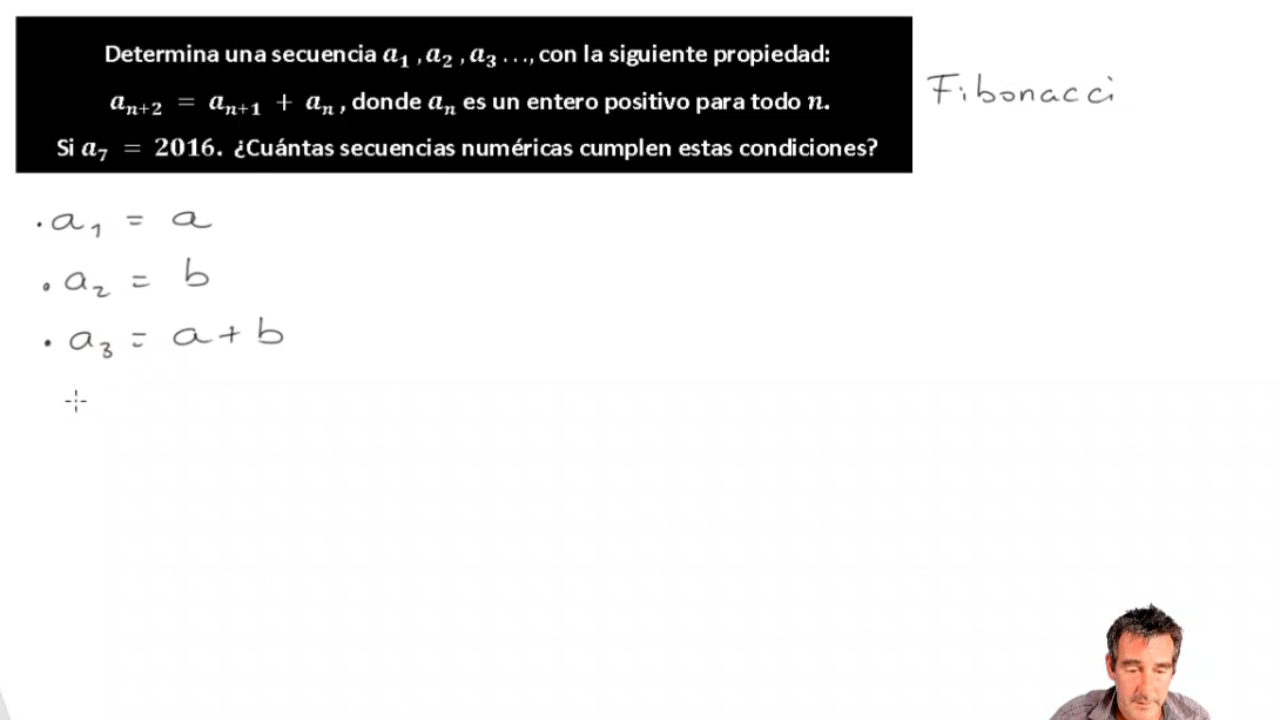 Determina una secuencia a₁ , a₂ , a₃ ..., con la siguiente propiedad:
aₙ₊₂ = aₙ₊₁ + aₙ , donde aₙ es un entero positivo para todo n.
Si a₇ = 2016. ¿Cuántas secuencias numéricas cumplen estas condiciones?
Fibonacci
• a₁ = a
• a₂ = b
• a₃ = a + b